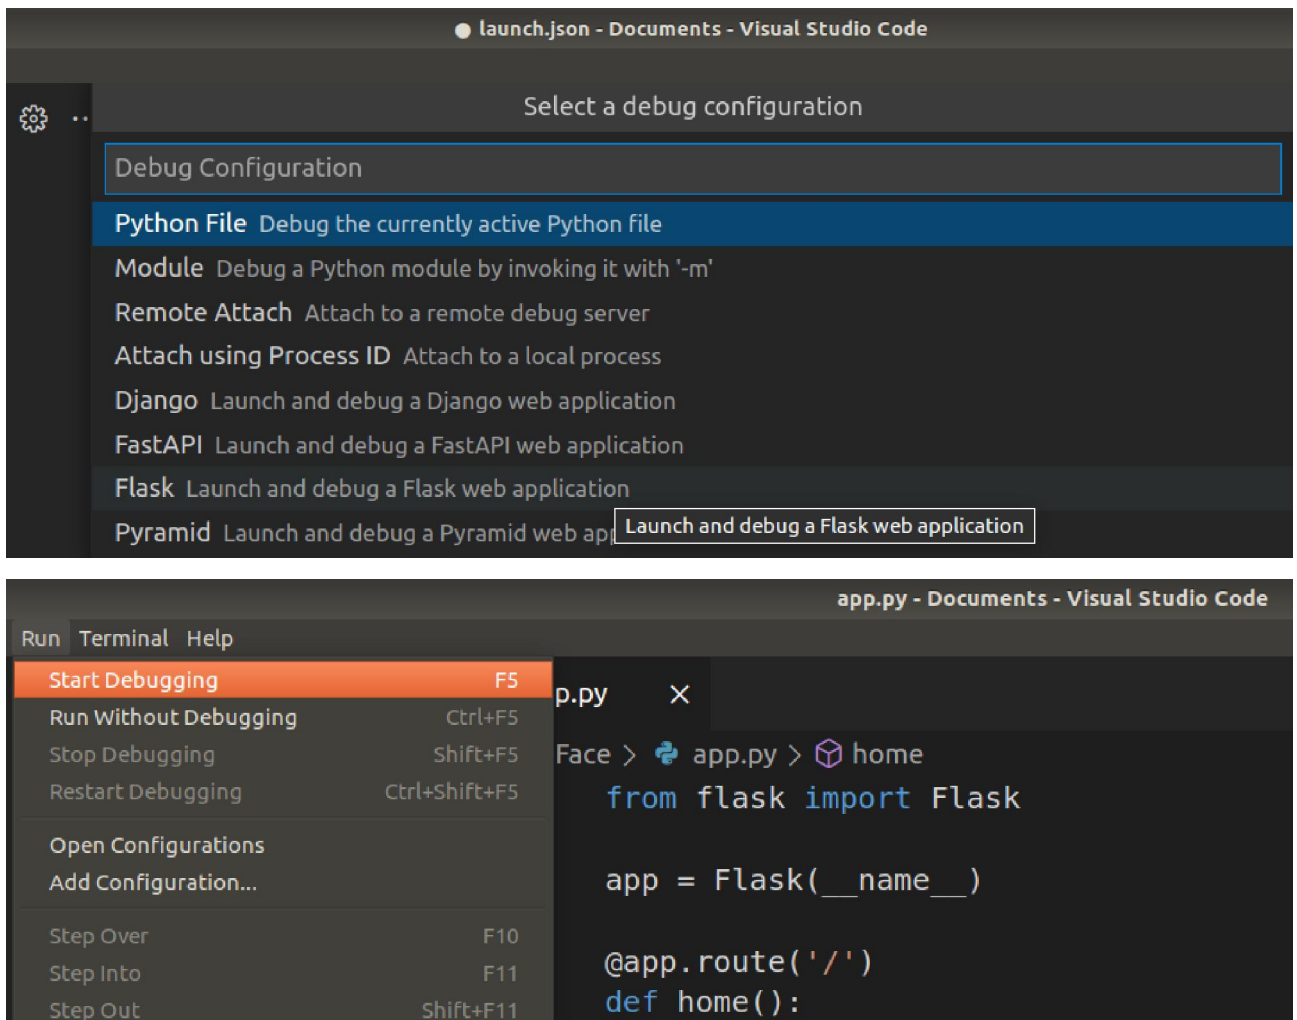 ● launch.json - Documents - Visual Studio Code
Select a debug configuration
Debug Configuration
Python File Debug the currently active Python file
Module Debug a Python module by invoking it with '-m'
Remote Attach Attach to a remote debug server
Attach using Process ID Attach to a local process
Django Launch and debug a Django web application
FastAPI Launch and debug a FastAPI web application
Flask Launch and debug a Flask web application
Pyramid Launch and debug a Pyramid web app
Launch and debug a Flask web application
app.py - Documents - Visual Studio Code
Run Terminal Help
Start Debugging F5
Run Without Debugging Ctrl+F5
Stop Debugging Shift+F5
Restart Debugging Ctrl+Shift+F5
Open Configurations
Add Configuration...
Step Over F10
Step Into F11
Step Out Shift+F11
p.py ×
Face > app.py > home
from flask import Flask
app = Flask(__name__)
@app.route('/')
def home():